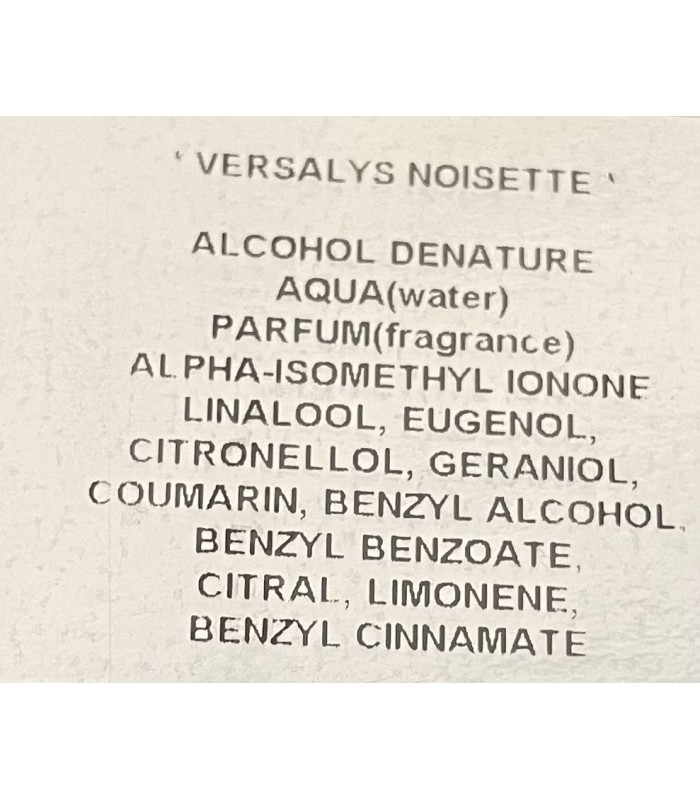 ‘ VERSALYS NOISETTE ‘
ALCOHOL DENATURE
AQUA(water)
PARFUM(fragrance)
ALPHA-ISOMETHYL IONONE
LINALOOL, EUGENOL,
CITRONELLOL, GERANIOL,
COUMARIN, BENZYL ALCOHOL,
BENZYL BENZOATE,
CITRAL, LIMONENE,
BENZYL CINNAMATE